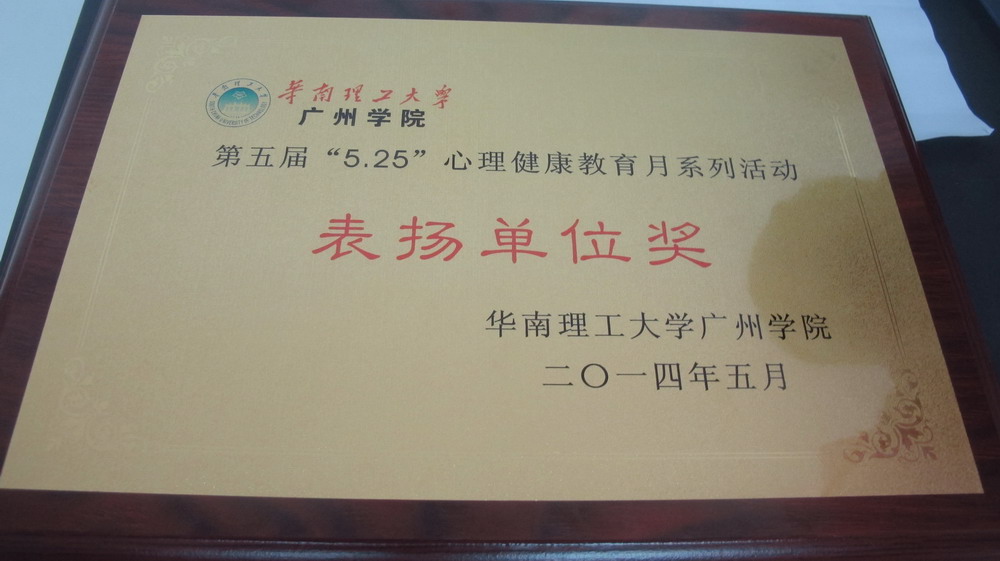 华南理工大学
广州学院
第五届“5.25”心理健康教育月系列活动
表扬单位奖
华南理工大学广州学院
二〇一四年五月